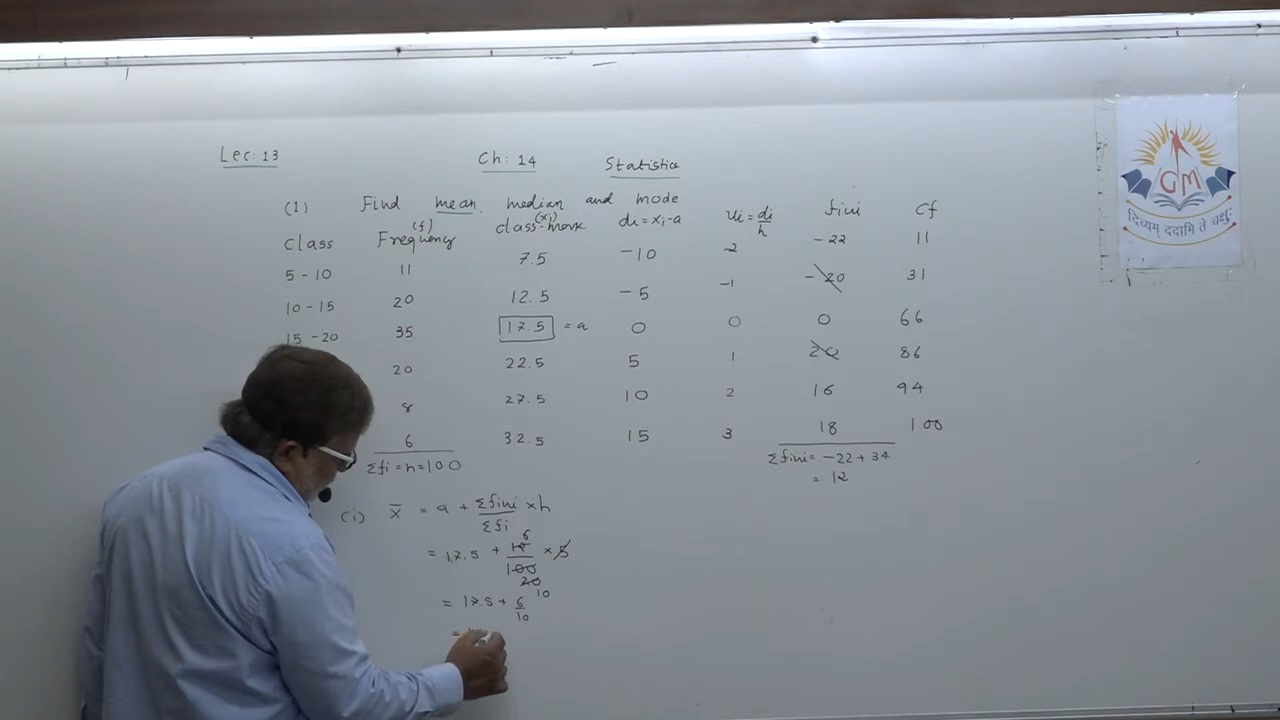 Lec: 13 Ch: 14 Statistics
(1) Find mean, median and mode
Class Frequency (f) class-mark (xi) di = xi - a ui = di/h fiui cf
5 - 10 11 7.5 -10 -2 -22 11
10 - 15 20 12.5 -5 -1 -20 31
15 - 20 35 17.5 = a 0 0 0 66
20 22.5 5 1 20 86
8 27.5 10 2 16 94
6 32.5 15 3 18 100
Σfi = n = 100 Σfiui = -22 + 34
= 12
(i) x̄ = a + Σfiui/Σfi × h
= 17.5 + 12/100 × 5
6
20
10
= 17.5 + 6/10
=
GM
दिव्यम् ददामि ते चक्षुः